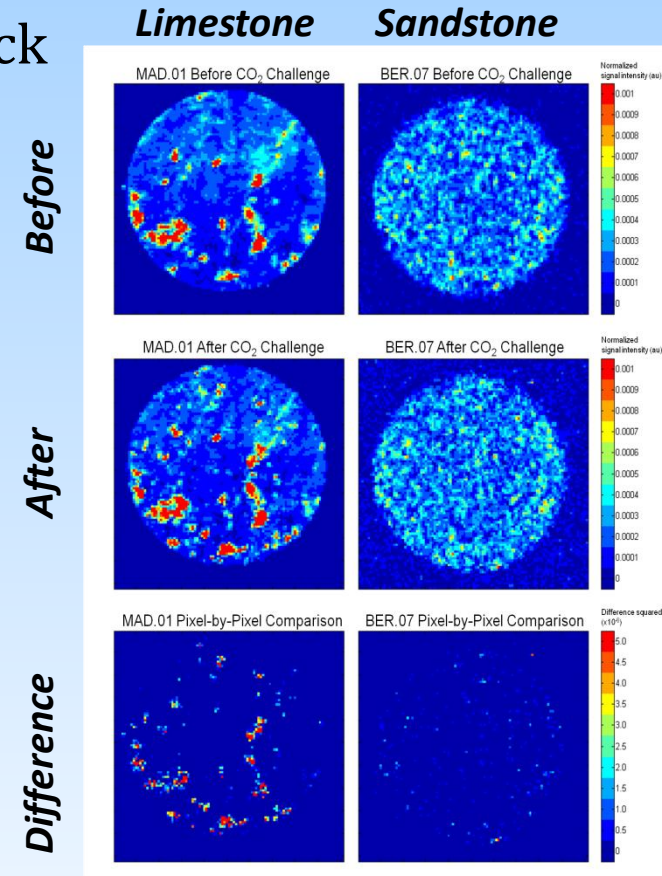 ck
Limestone Sandstone
Before
MAD.01 Before CO₂ Challenge
BER.07 Before CO₂ Challenge
Normalized
signal intensity (au)
0.001
0.0009
0.0008
0.0007
0.0006
0.0005
0.0004
0.0003
0.0002
0.0001
0
After
MAD.01 After CO₂ Challenge
BER.07 After CO₂ Challenge
Normalized
signal intensity (au)
0.001
0.0009
0.0008
0.0007
0.0006
0.0005
0.0004
0.0003
0.0002
0.0001
0
Difference
MAD.01 Pixel-by-Pixel Comparison
BER.07 Pixel-by-Pixel Comparison
Difference squared
5.0
4.5
4.0
3.5
3.0
2.5
2.0
1.5
1.0
0.5
0